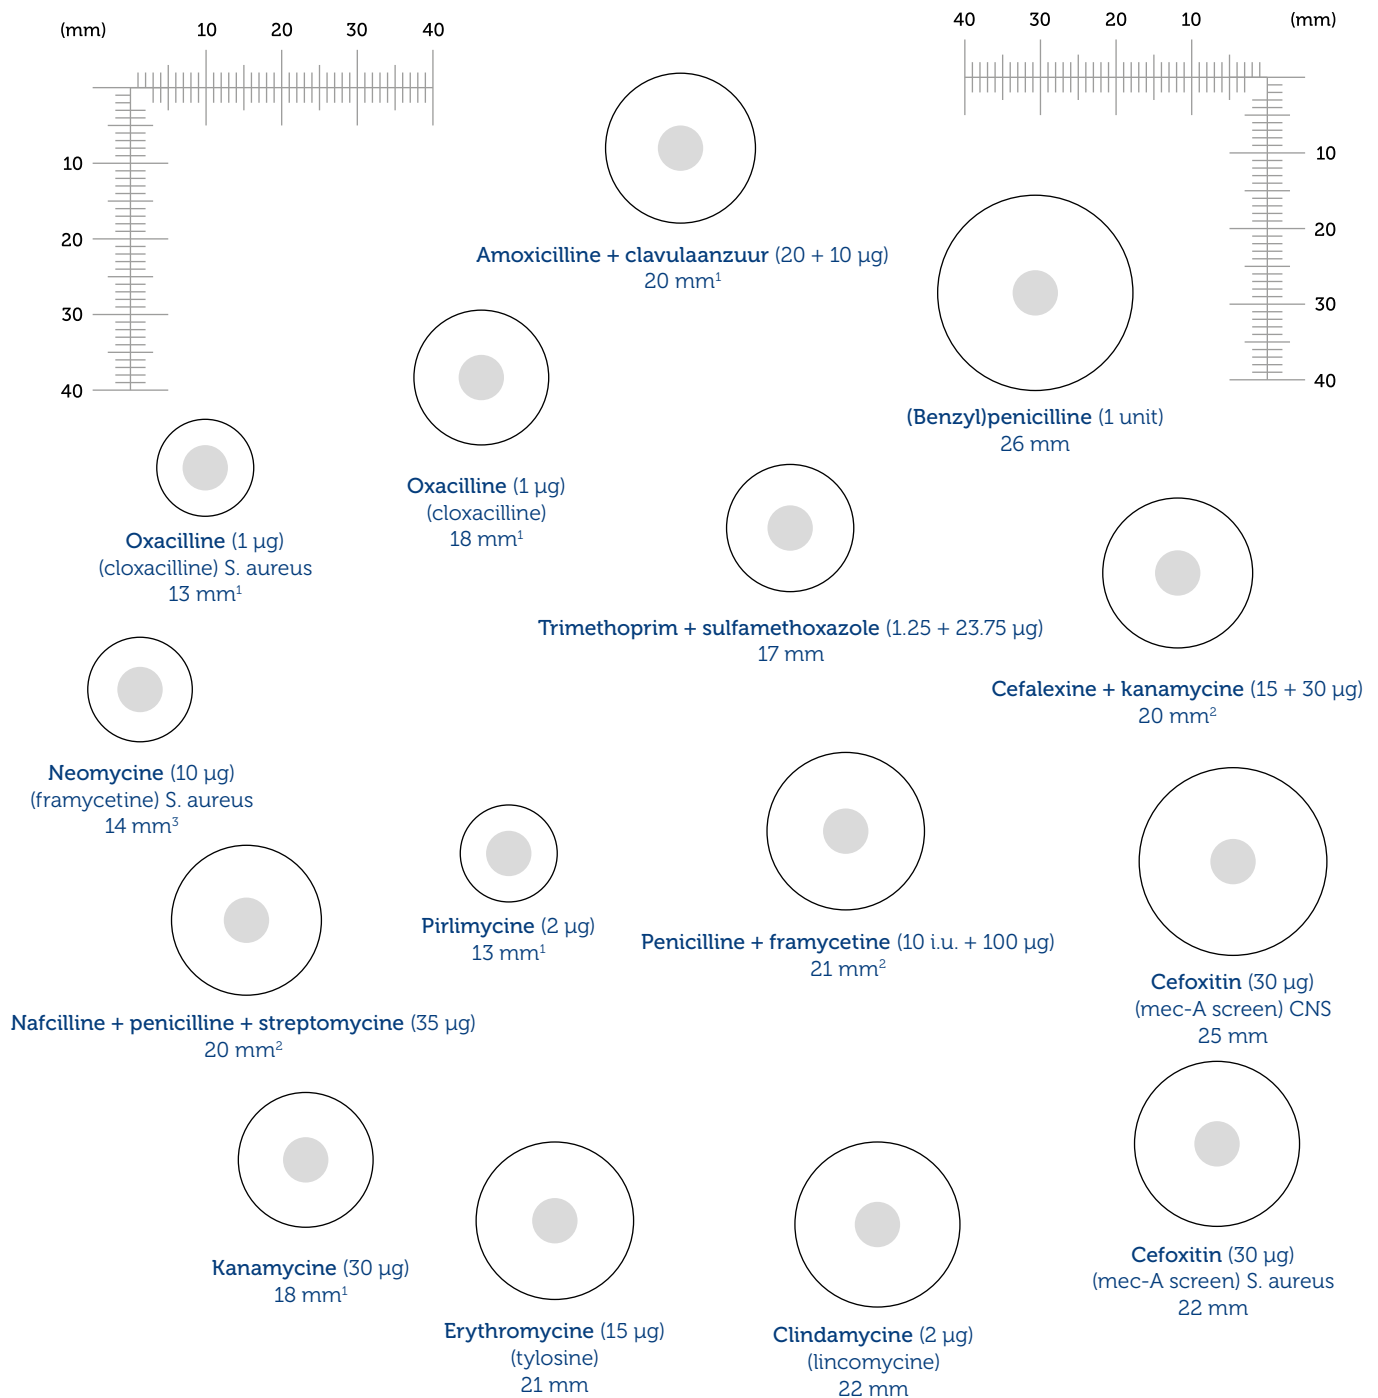 (mm) 10 20 30 40
40 30 20 10 (mm)
10
20
30
40
10
20
30
40
Amoxicilline + clavulaanzuur (20 + 10 µg)
20 mm¹
(Benzyl)penicilline (1 unit)
26 mm
Oxacilline (1 µg)
(cloxacilline)
18 mm¹
Oxacilline (1 µg)
(cloxacilline) S. aureus
13 mm¹
Trimethoprim + sulfamethoxazole (1.25 + 23.75 µg)
17 mm
Cefalexine + kanamycine (15 + 30 µg)
20 mm²
Neomycine (10 µg)
(framycetine) S. aureus
14 mm³
Pirlimycine (2 µg)
13 mm¹
Penicilline + framycetine (10 i.u. + 100 µg)
21 mm²
Cefoxitin (30 µg)
(mec-A screen) CNS
25 mm
Nafcilline + penicilline + streptomycine (35 µg)
20 mm²
Kanamycine (30 µg)
18 mm¹
Erythromycine (15 µg)
(tylosine)
21 mm
Clindamycine (2 µg)
(lincomycine)
22 mm
Cefoxitin (30 µg)
(mec-A screen) S. aureus
22 mm